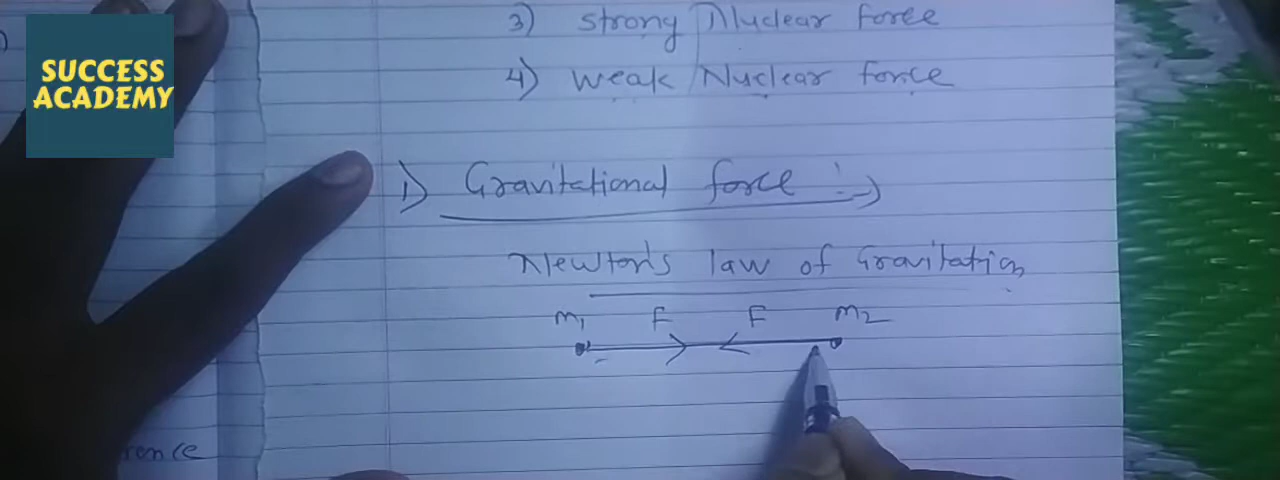 SUCCESS
ACADEMY
3) strong Nuclear force
4) weak Nuclear force
1) Gravitational force :→
Newton's law of Gravitation
m1 F F m2